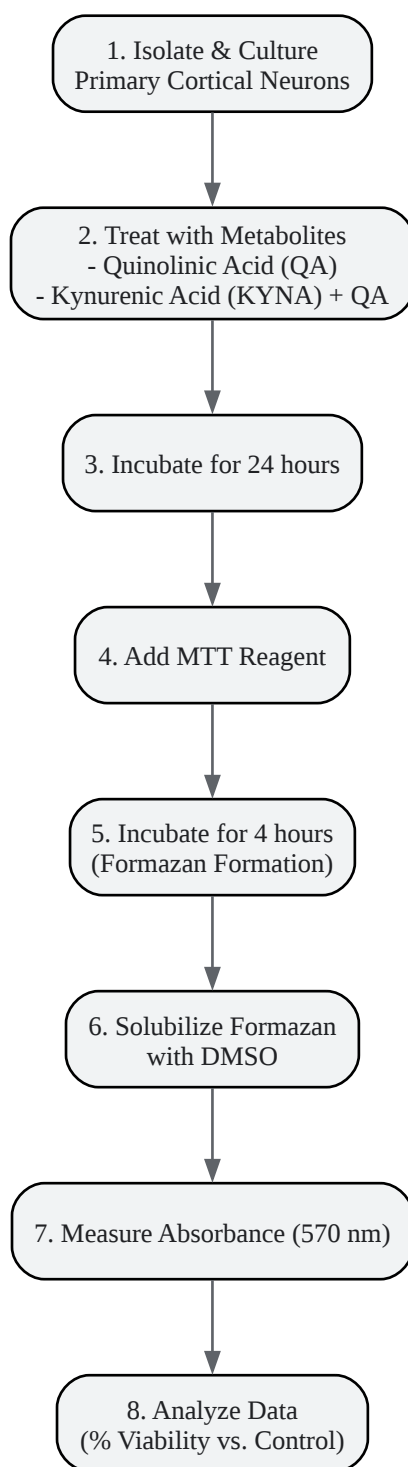 1. Isolate & Culture
Primary Cortical Neurons
2. Treat with Metabolites
- Quinolinic Acid (QA)
- Kynurenic Acid (KYNA) + QA
3. Incubate for 24 hours
4. Add MTT Reagent
5. Incubate for 4 hours
(Formazan Formation)
6. Solubilize Formazan
with DMSO
7. Measure Absorbance (570 nm)
8. Analyze Data
(% Viability vs. Control)